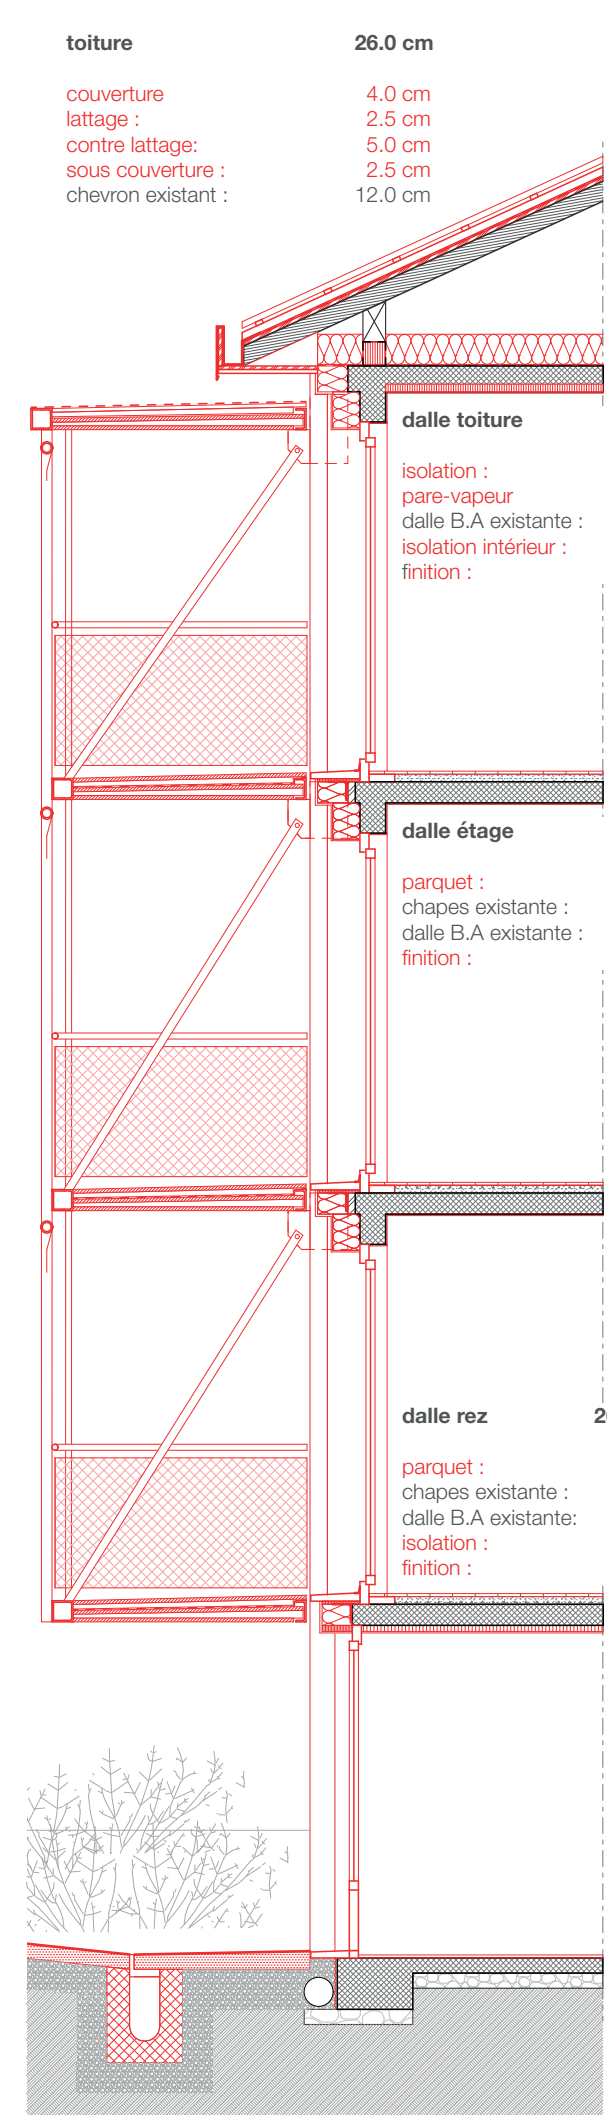 toiture 26.0 cm
couverture 4.0 cm
lattage : 2.5 cm
contre lattage: 5.0 cm
sous couverture : 2.5 cm
chevron existant : 12.0 cm
dalle toiture
isolation :
pare-vapeur
dalle B.A existante :
isolation intérieur :
finition :
dalle étage
parquet :
chapes existante :
dalle B.A existante :
finition :
dalle rez
parquet :
chapes existante :
dalle B.A existante:
isolation :
finition :